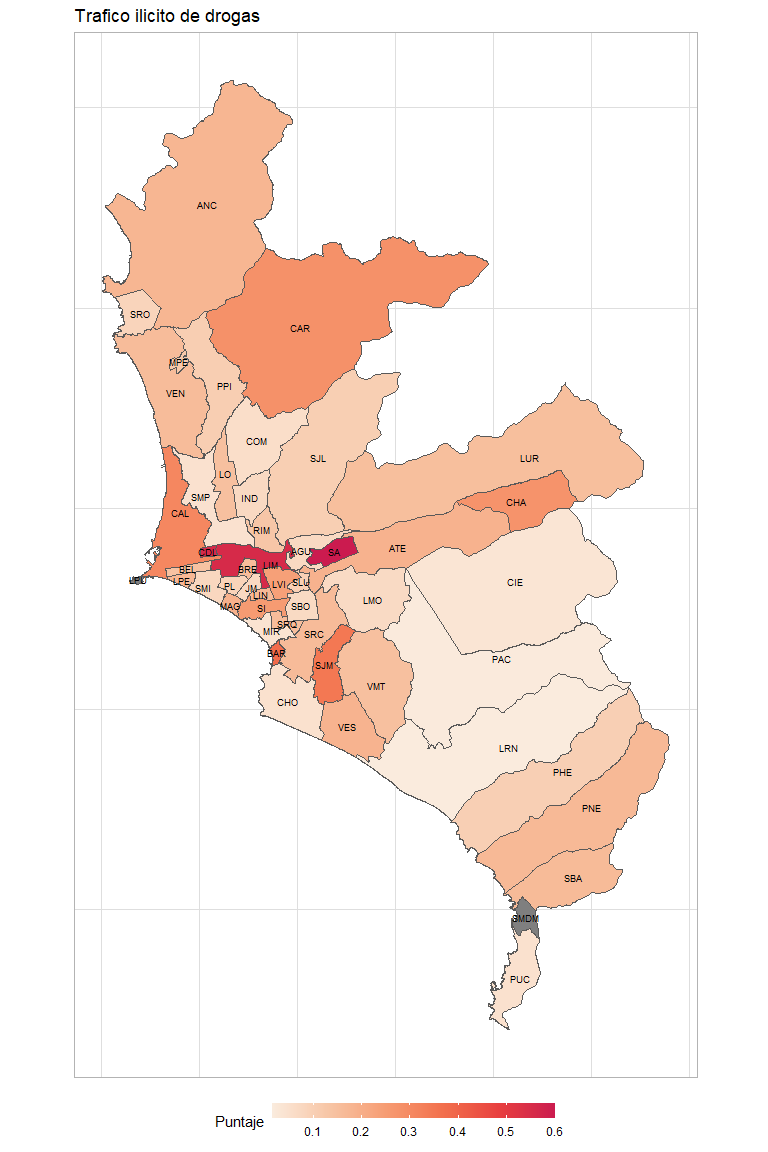 Trafico ilicito de drogas
ANC
SRO
CAR
MPE
PPI
VEN
COM
LO
SJL
LUR
SMP
IND
CHA
CAL
RIM
CDL
AGU
SA
ATE
LIM
BEL
BRE
LPE
SMI
PL
JM
LVI
SLU
CIE
LIN
MAG
SI
SBO
LMO
SRQ
MIR
SRC
BAR
SJM
PAC
VMT
CHO
VES
LRN
PHE
PNE
SBA
SMDM
PUC
Puntaje
0.1 0.2 0.3 0.4 0.5 0.6